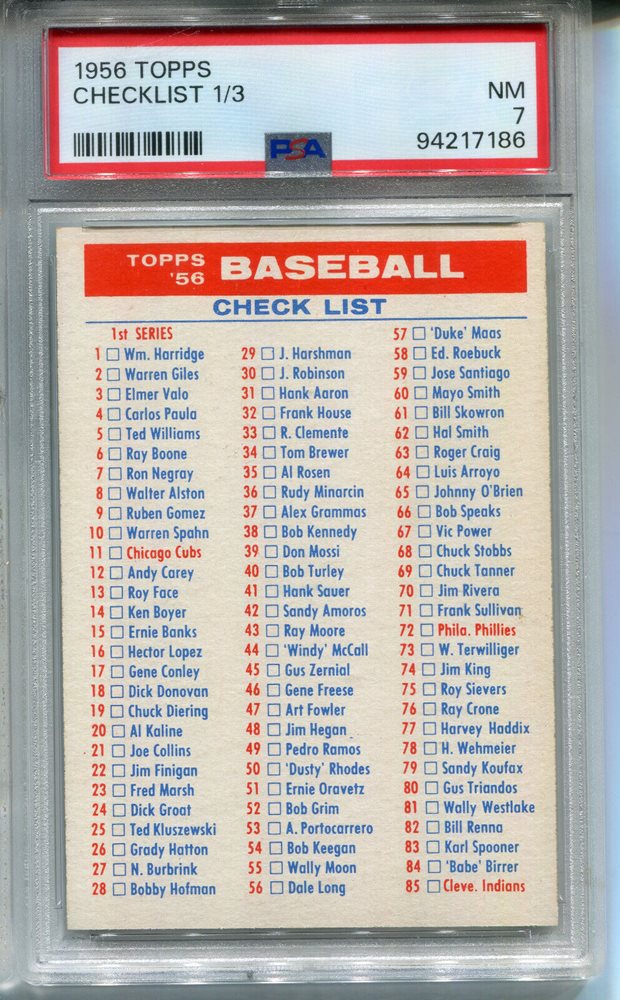 1956 TOPPS
CHECKLIST 1/3
NM
7
94217186
PSA
TOPPS '56 BASEBALL
CHECK LIST
1st SERIES
1 Wm. Harridge
2 Warren Giles
3 Elmer Valo
4 Carlos Paula
5 Ted Williams
6 Ray Boone
7 Ron Negray
8 Walter Alston
9 Ruben Gomez
10 Warren Spahn
11 Chicago Cubs
12 Andy Carey
13 Roy Face
14 Ken Boyer
15 Ernie Banks
16 Hector Lopez
17 Gene Conley
18 Dick Donovan
19 Chuck Diering
20 Al Kaline
21 Joe Collins
22 Jim Finigan
23 Fred Marsh
24 Dick Groat
25 Ted Kluszewski
26 Grady Hatton
27 N. Burbrink
28 Bobby Hofman
29 J. Harshman
30 J. Robinson
31 Hank Aaron
32 Frank House
33 R. Clemente
34 Tom Brewer
35 Al Rosen
36 Rudy Minarcin
37 Alex Grammas
38 Bob Kennedy
39 Don Mossi
40 Bob Turley
41 Hank Sauer
42 Sandy Amoros
43 Ray Moore
44 'Windy' McCall
45 Gus Zernial
46 Gene Freese
47 Art Fowler
48 Jim Hegan
49 Pedro Ramos
50 'Dusty' Rhodes
51 Ernie Oravetz
52 Bob Grim
53 A. Portocarrero
54 Bob Keegan
55 Wally Moon
56 Dale Long
57 'Duke' Maas
58 Ed. Roebuck
59 Jose Santiago
60 Mayo Smith
61 Bill Skowron
62 Hal Smith
63 Roger Craig
64 Luis Arroyo
65 Johnny O'Brien
66 Bob Speaks
67 Vic Power
68 Chuck Stobbs
69 Chuck Tanner
70 Jim Rivera
71 Frank Sullivan
72 Phila. Phillies
73 W. Terwilliger
74 Jim King
75 Roy Sievers
76 Ray Crone
77 Harvey Haddix
78 H. Wehmeier
79 Sandy Koufax
80 Gus Triandos
81 Wally Westlake
82 Bill Renna
83 Karl Spooner
84 'Babe' Birrer
85 Cleve. Indians